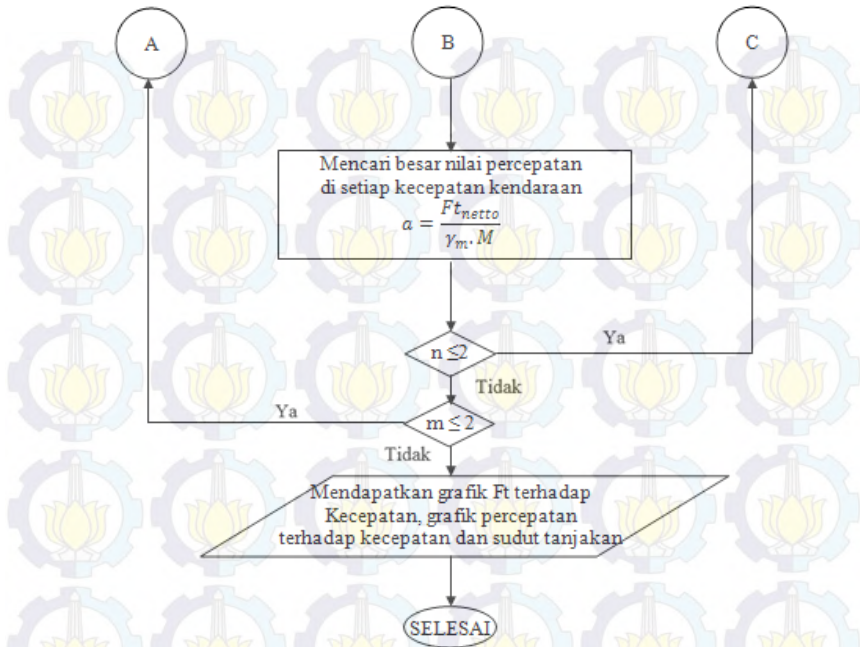 A
B
C
Mencari besar nilai percepatan
di setiap kecepatan kendaraan
a = Ft_netto / γ_m. M
n ≤2
Ya
Tidak
m ≤ 2
Ya
Tidak
Mendapatkan grafik Ft terhadap
Kecepatan, grafik percepatan
terhadap kecepatan dan sudut tanjakan
SELESAI